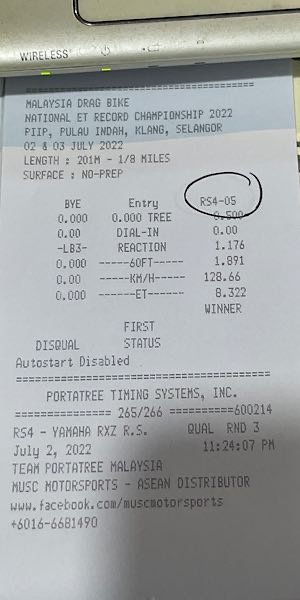 WIRELESS
========================================
MALAYSIA DRAG BIKE
NATIONAL ET RECORD CHAMPIONSHIP 2022
PIIP, PULAU INDAH, KLANG, SELANGOR
02 & 03 JULY 2022
LENGTH : 201M - 1/8 MILES
SURFACE : NO-PREP
BYE Entry RS4-05
0.000 0.000 TREE 0.500
0.00 DIAL-IN 0.00
-LB3- REACTION 1.176
0.000 ------60FT------ 1.891
0.00 -----KM/H------ 128.66
0.000 ------ET------ 8.322
WINNER
FIRST
DISQUAL STATUS
Autostart Disabled
========================================
PORTATREE TIMING SYSTEMS, INC.
=============== 265/266 ==========600214
RS4 - YAMAHA RXZ R.S. QUAL RND 3
July 2, 2022 11:24:07 PM
TEAM PORTATREE MALAYSIA
MUSC MOTORSPORTS - ASEAN DISTRIBUTOR
www.facebook.com/muscmotorsports
+6016-6681490